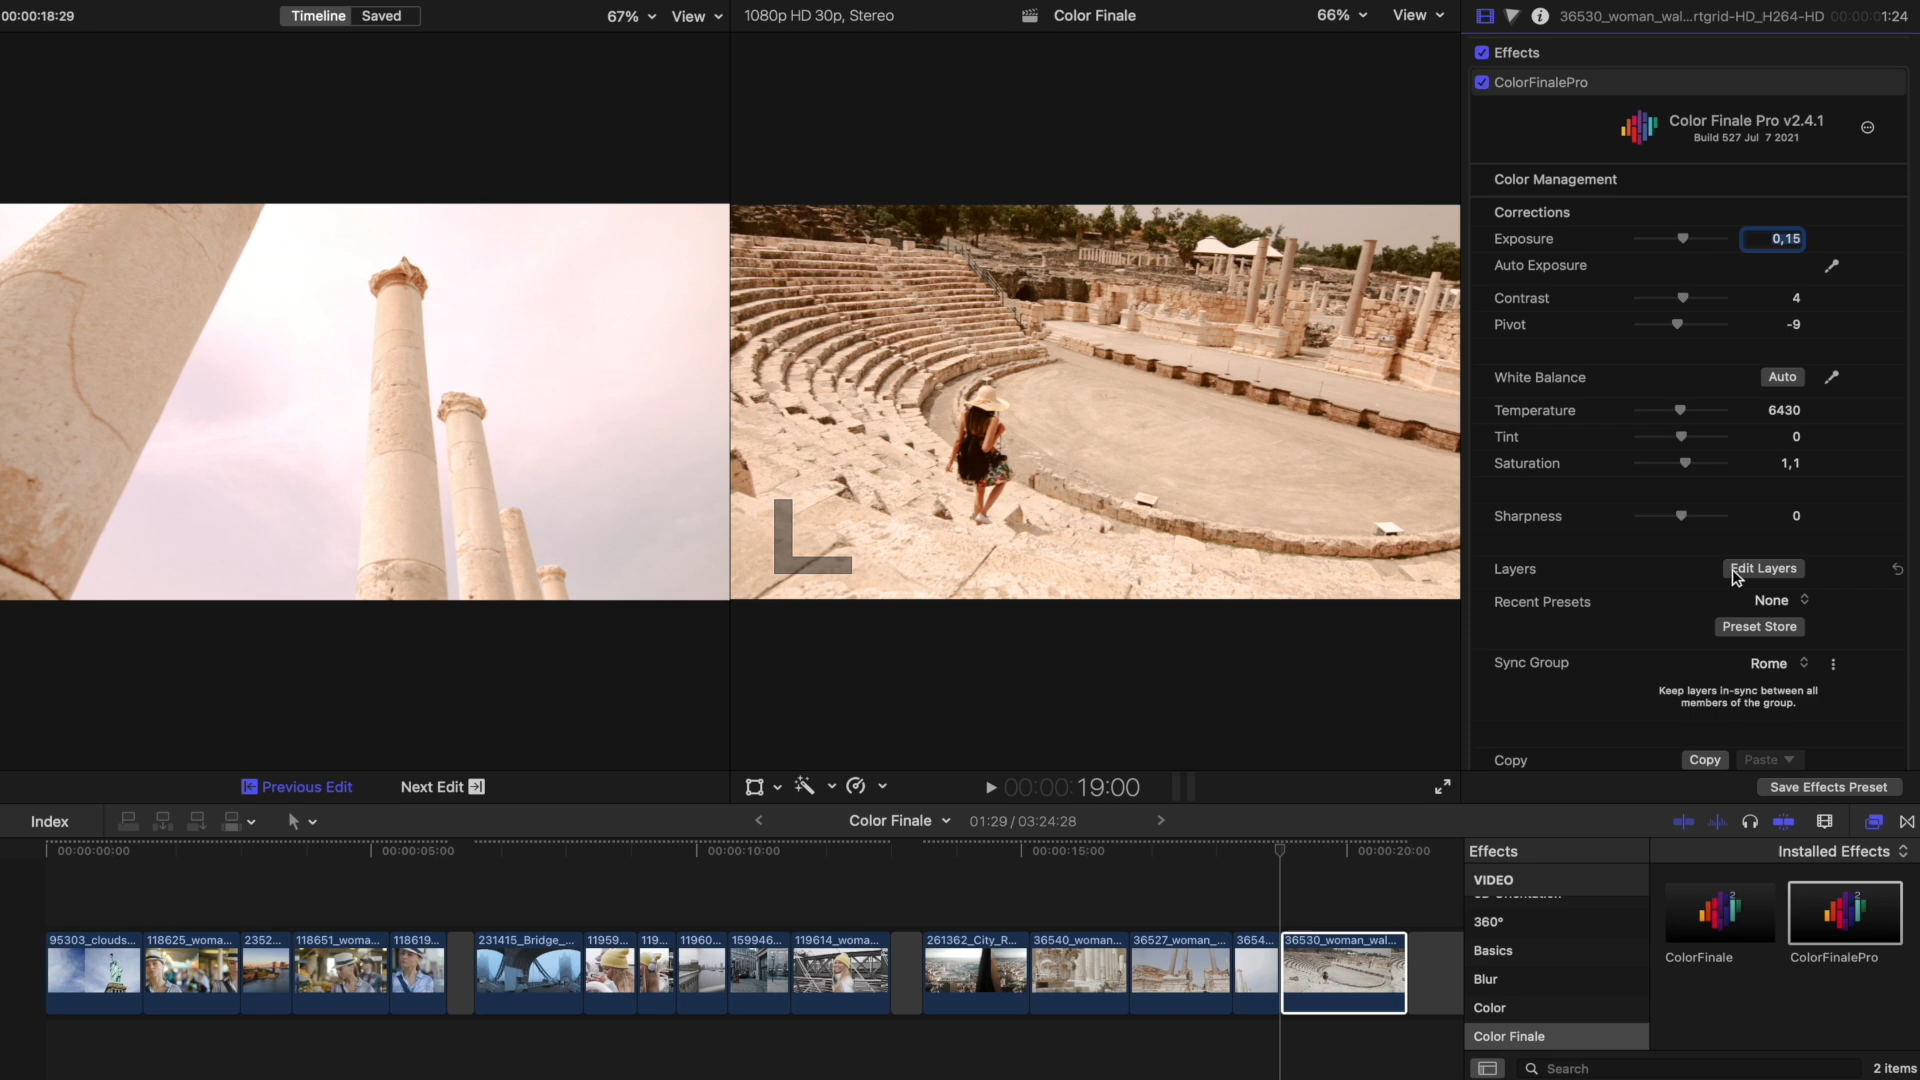 00:00:18:29
Timeline Saved
67% View
1080p HD 30p, Stereo
Color Finale
66% View
36530_woman_wal...rtgrid-HD_H264-HD 00:00:01:24
Effects
ColorFinalePro
Color Finale Pro v2.4.1
Build 527 Jul 7 2021
Color Management
Corrections
Exposure 0,15
Auto Exposure
Contrast 4
Pivot -9
White Balance Auto
Temperature 6430
Tint 0
Saturation 1,1
Sharpness 0
Layers Edit Layers
Recent Presets None
Preset Store
Sync Group Rome
Keep layers in-sync between all
members of the group.
Copy Copy Paste
Previous Edit Next Edit
00:00:19:00
Save Effects Preset
Index
Color Finale 01:29 / 03:24:28
00:00:00:00 00:00:05:00 00:00:10:00 00:00:15:00 00:00:20:00
95303_clouds... 118625_woma... 2352... 118651_woma... 118619... 231415_Bridge_... 11959... 119... 11960... 159946... 119614_woma... 261362_City_R... 36540_woman... 36527_woman_... 3654... 36530_woman_wal...
Effects Installed Effects
VIDEO
360°
Basics
Blur
Color
Color Finale
2 2
ColorFinale ColorFinalePro
Search 2 items